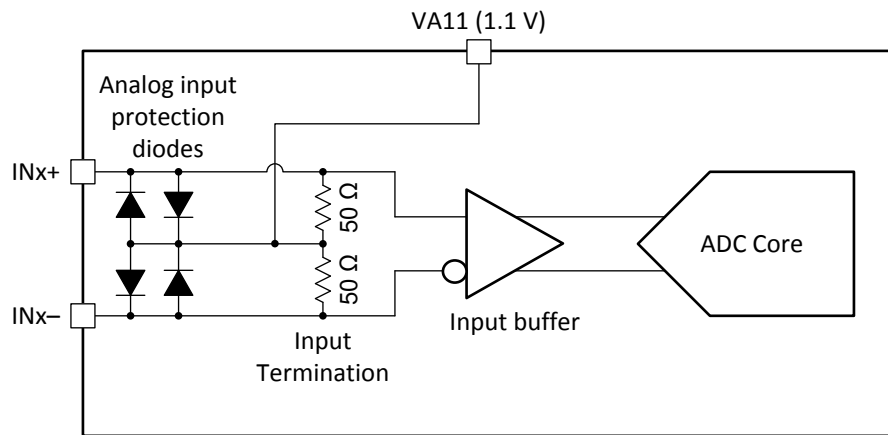 VA11 (1.1 V)
Analog input
protection
diodes
INx+
50 Ω
50 Ω
ADC Core
INx–
Input buffer
Input
Termination